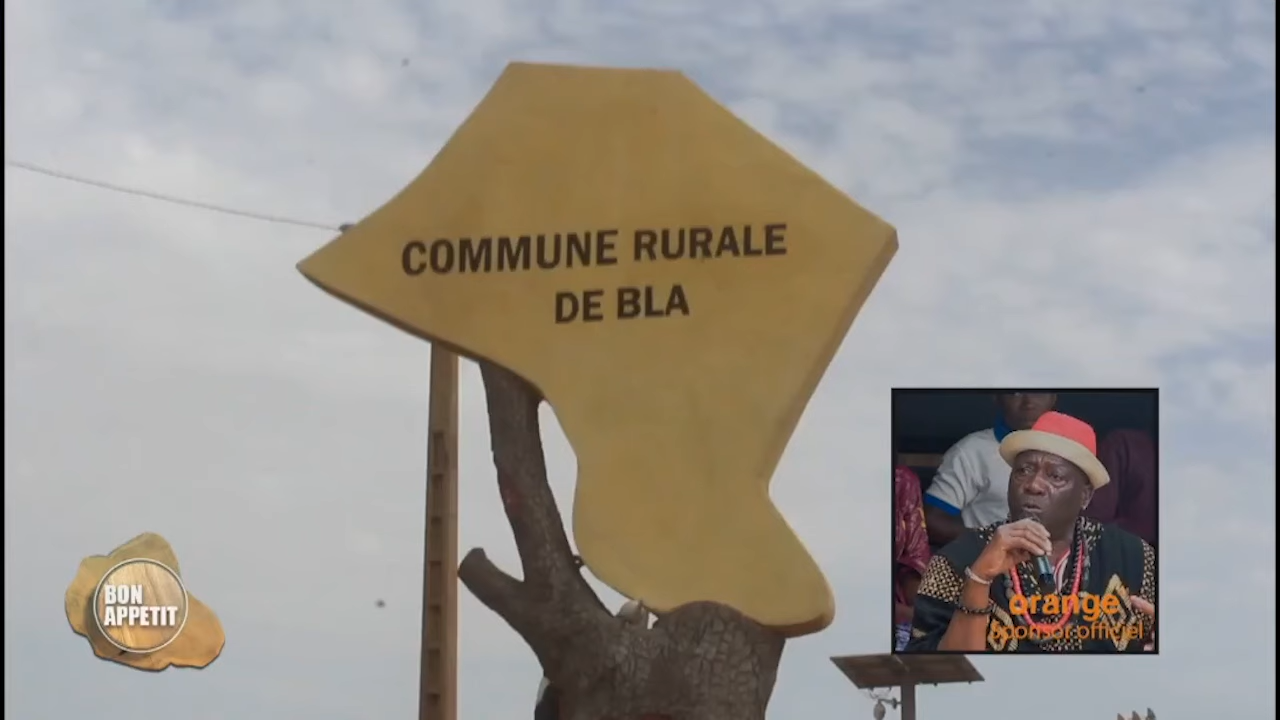 COMMUNE RURALE
DE BLA
BON
APPETIT
orange
Sponsor officiel